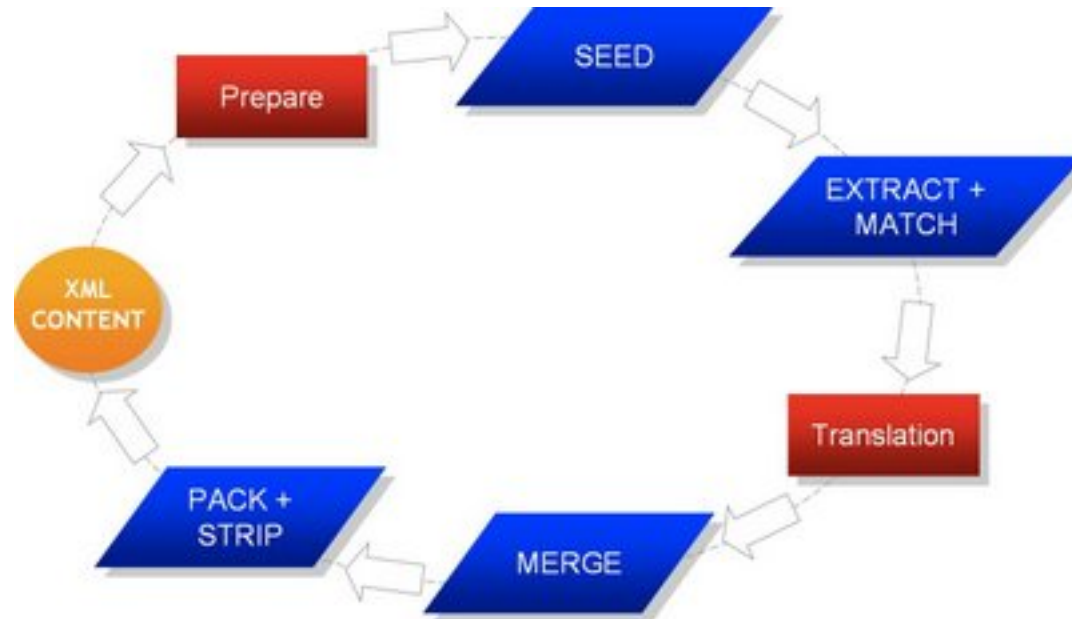 Prepare
SEED
EXTRACT +
MATCH
Translation
MERGE
PACK +
STRIP
XML
CONTENT